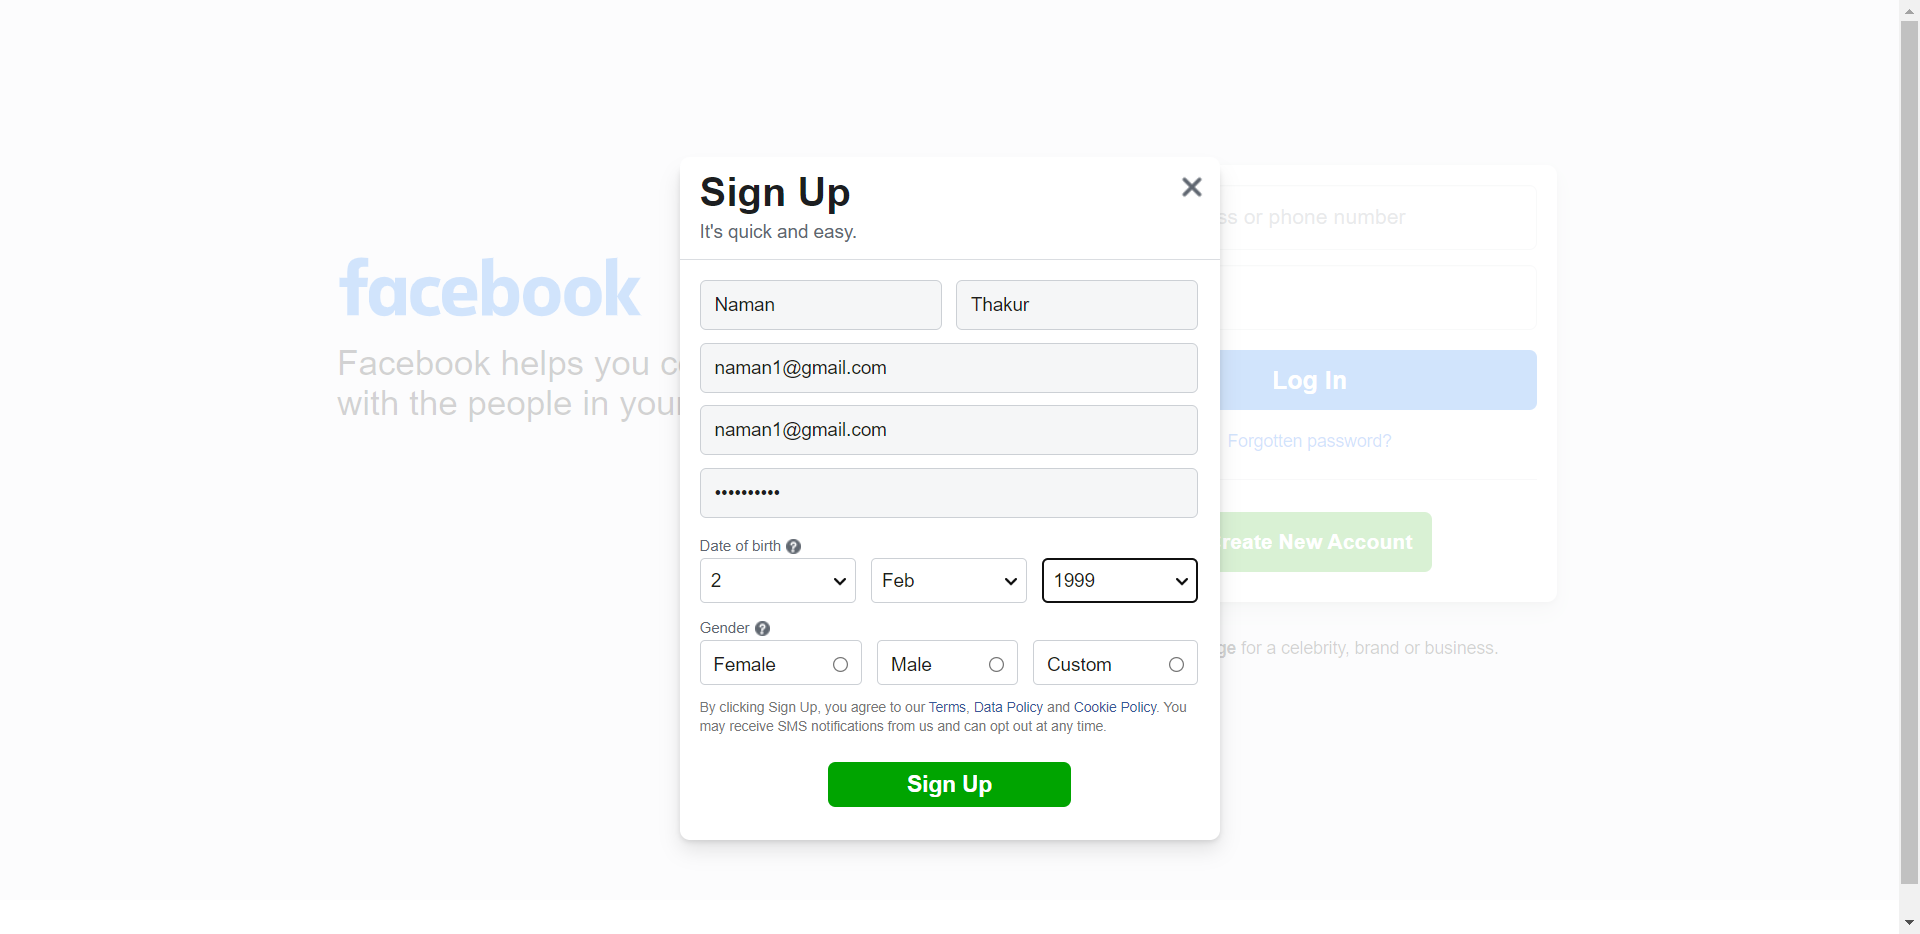 Sign Up
It's quick and easy.
facebook
Facebook helps you c
with the people in your
Naman Thakur
naman1@gmail.com
naman1@gmail.com
••••••••••
Date of birth ?
2 Feb 1999
Gender ?
Female Male Custom
By clicking Sign Up, you agree to our Terms, Data Policy and Cookie Policy. You
may receive SMS notifications from us and can opt out at any time.
Sign Up
ss or phone number
Log In
Forgotten password?
reate New Account
ge for a celebrity, brand or business.